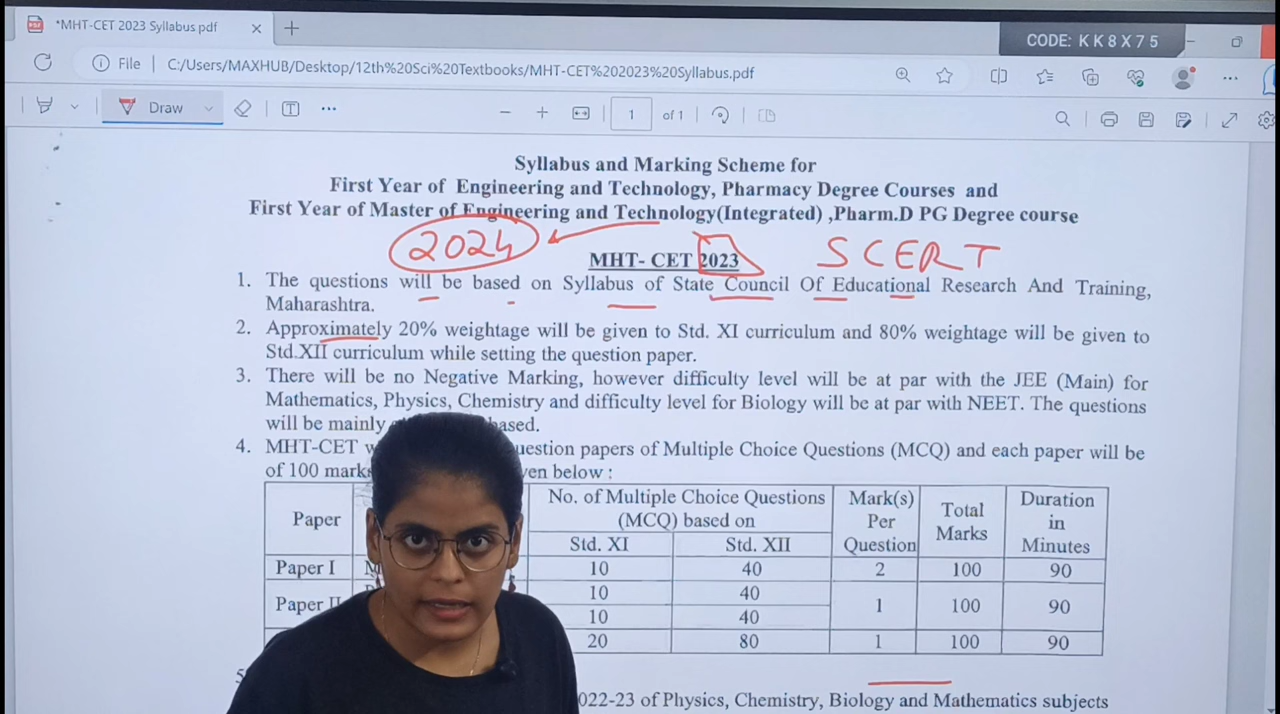 *MHT-CET 2023 Syllabus.pdf
CODE: KK8X75
File | C:/Users/MAXHUB/Desktop/12th%20Sci%20Textbooks/MHT-CET%202023%20Syllabus.pdf
Draw
1 of 1
Syllabus and Marking Scheme for
First Year of Engineering and Technology, Pharmacy Degree Courses and
First Year of Master of Engineering and Technology(Integrated) ,Pharm.D PG Degree course
2024
MHT- CET 2023
SCERT
1. The questions will be based on Syllabus of State Council Of Educational Research And Training,
Maharashtra.
2. Approximately 20% weightage will be given to Std. XI curriculum and 80% weightage will be given to
Std.XII curriculum while setting the question paper.
3. There will be no Negative Marking, however difficulty level will be at par with the JEE (Main) for
Mathematics, Physics, Chemistry and difficulty level for Biology will be at par with NEET. The questions
will be mainly
4. MHT-CET uestion papers of Multiple Choice Questions (MCQ) and each paper will be
of 100 mark ven below :
Paper No. of Multiple Choice Questions (MCQ) based on Mark(s) Per Question Total Marks Duration in Minutes
Std. XI Std. XII
Paper I 10 40 2 100 90
Paper II 10 40 1 100 90
10 40
20 80 1 100 90
022-23 of Physics, Chemistry, Biology and Mathematics subjects